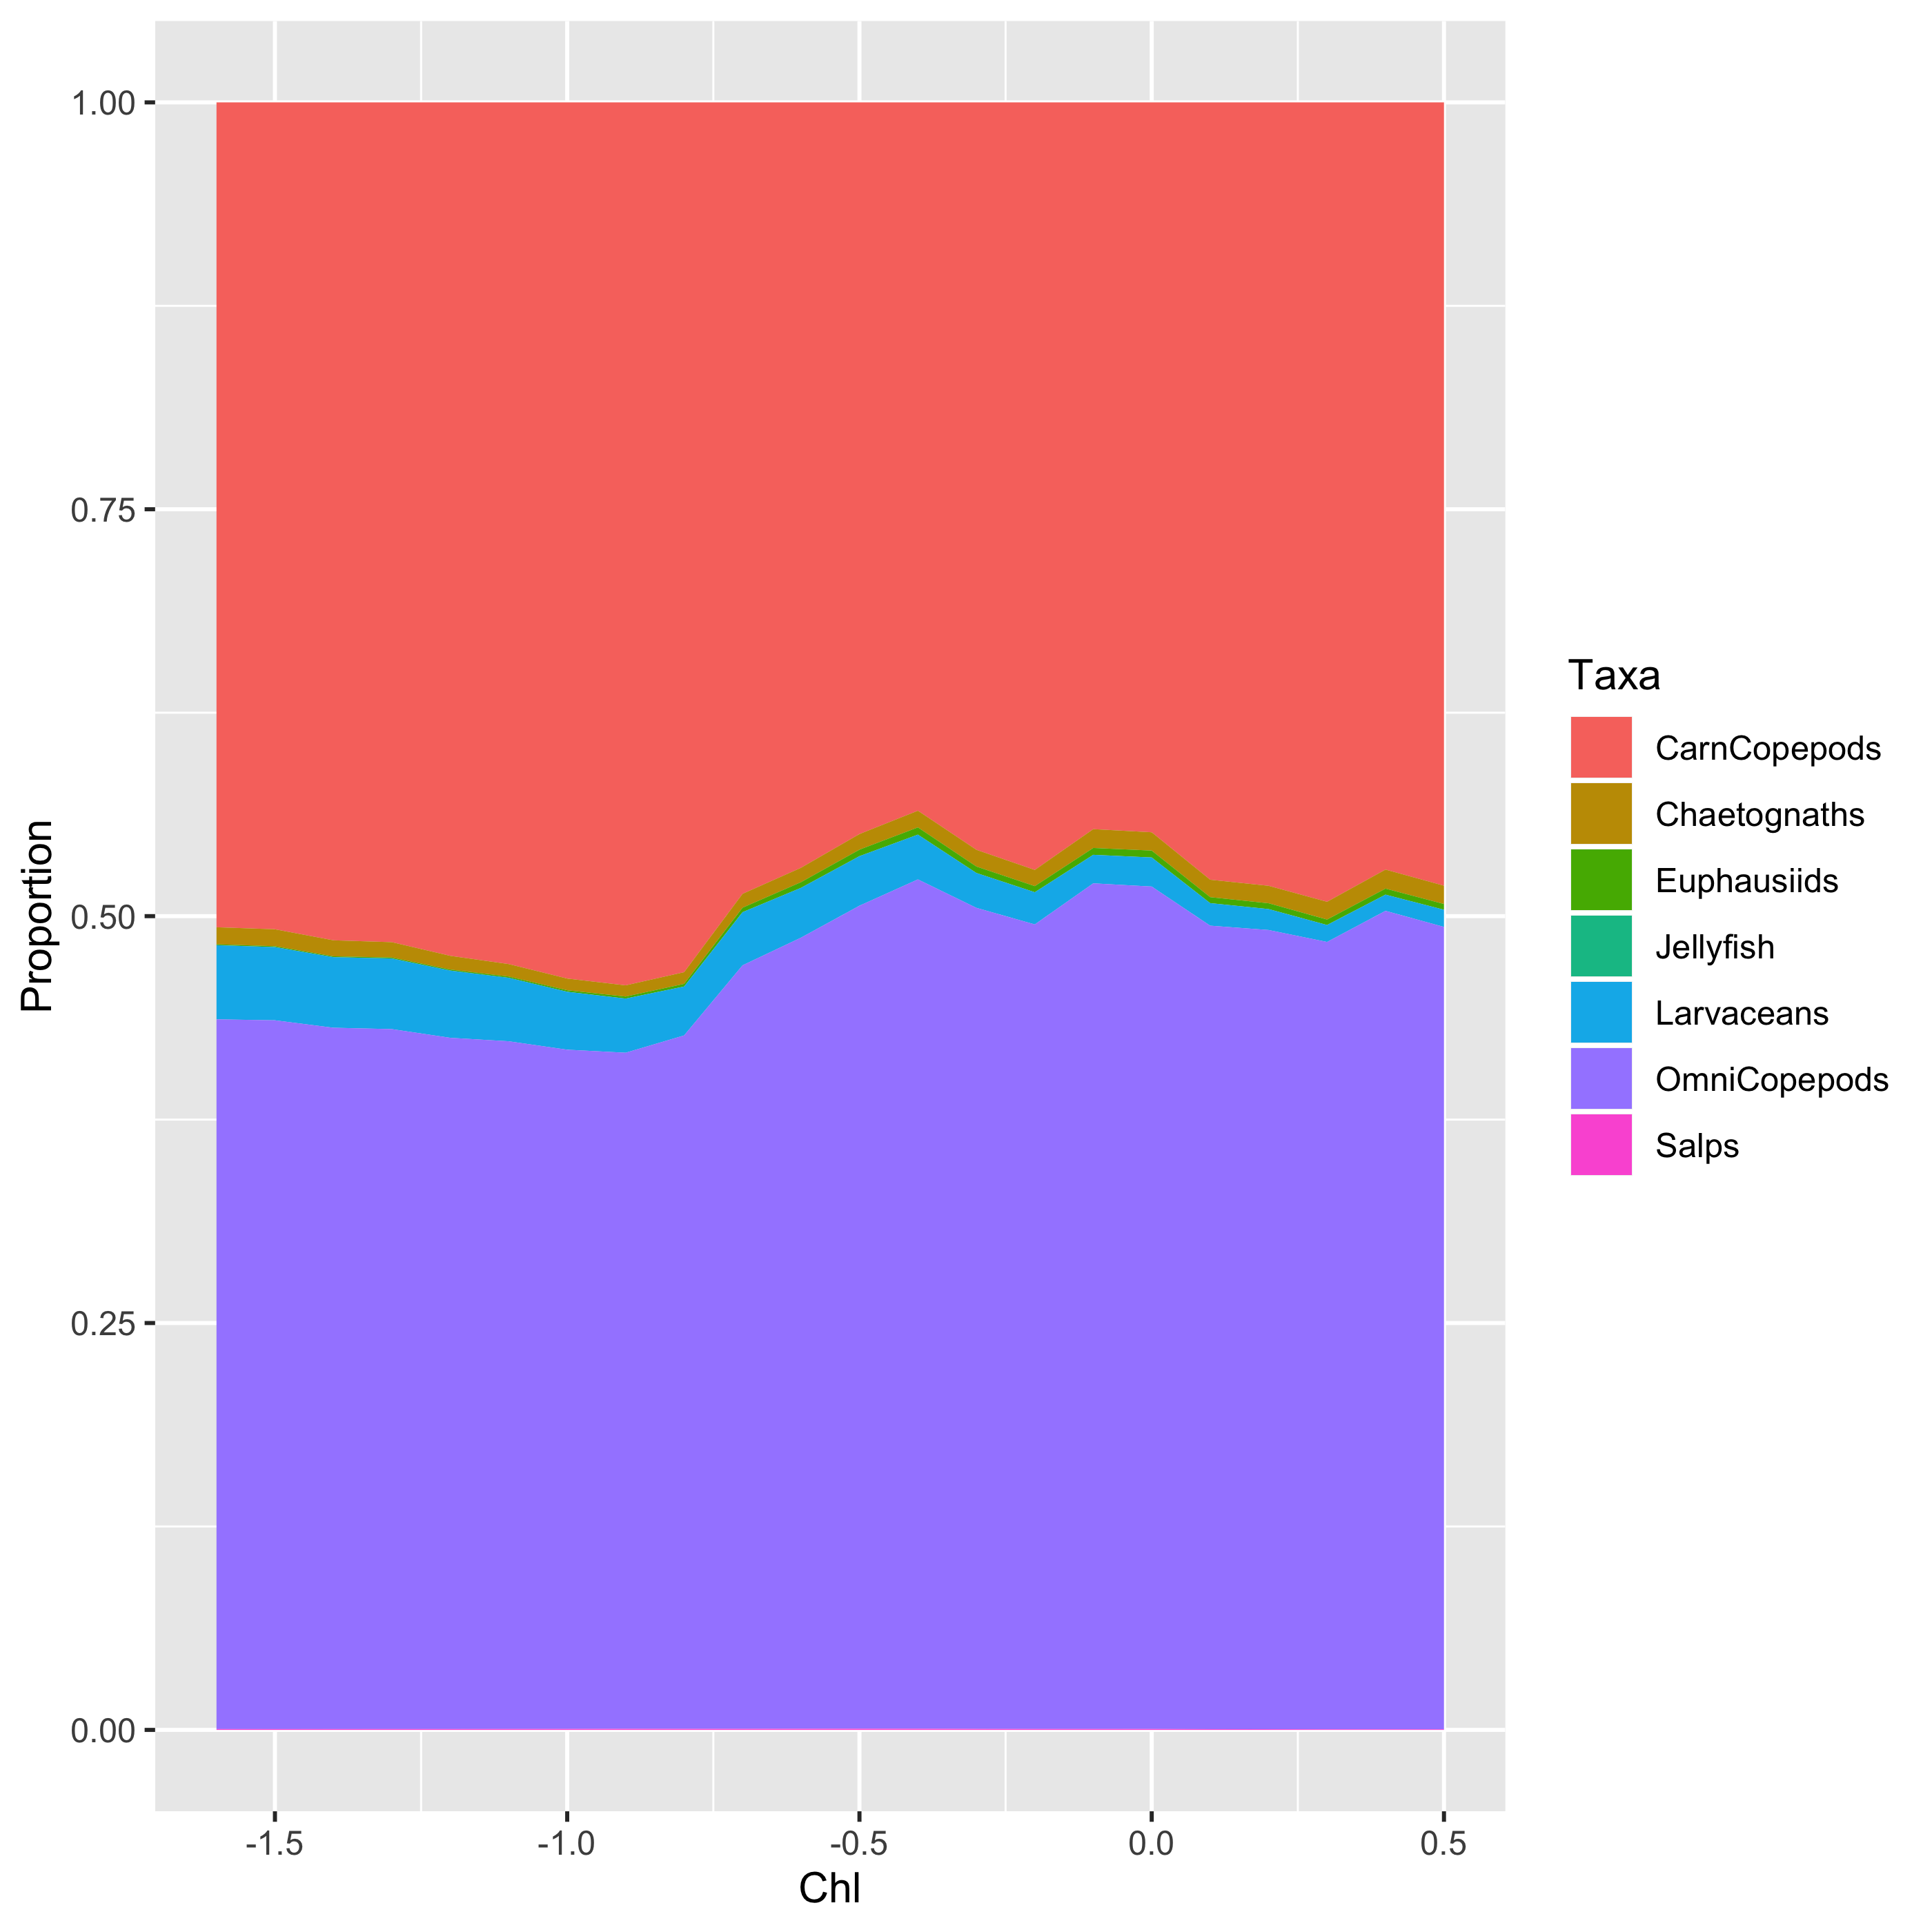 Proportion
1.00
0.75
0.50
0.25
0.00
-1.5 -1.0 -0.5 0.0 0.5
Chl
Taxa
CarnCopepods
Chaetognaths
Euphausiids
Jellyfish
Larvaceans
OmniCopepods
Salps